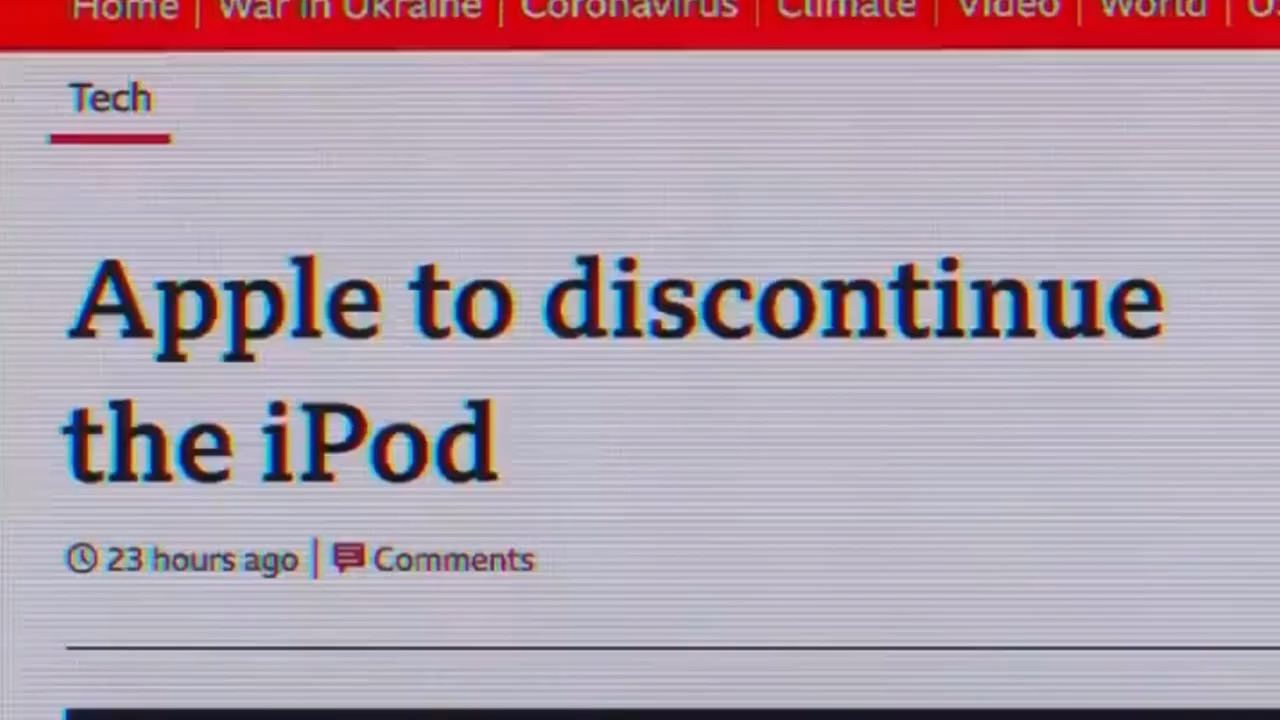 Home | War in Ukraine | Coronavirus | Climate | Video | World |
Tech
Apple to discontinue
the iPod
23 hours ago | Comments